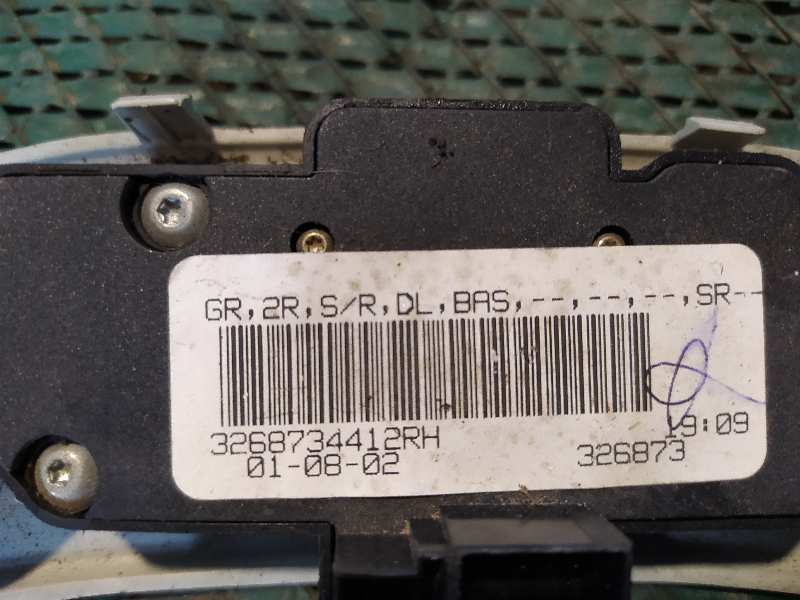 GR,2R,S/R,DL,BAS,--,--,--,SR--
3268734412RH
19:09
01-08-02
326873